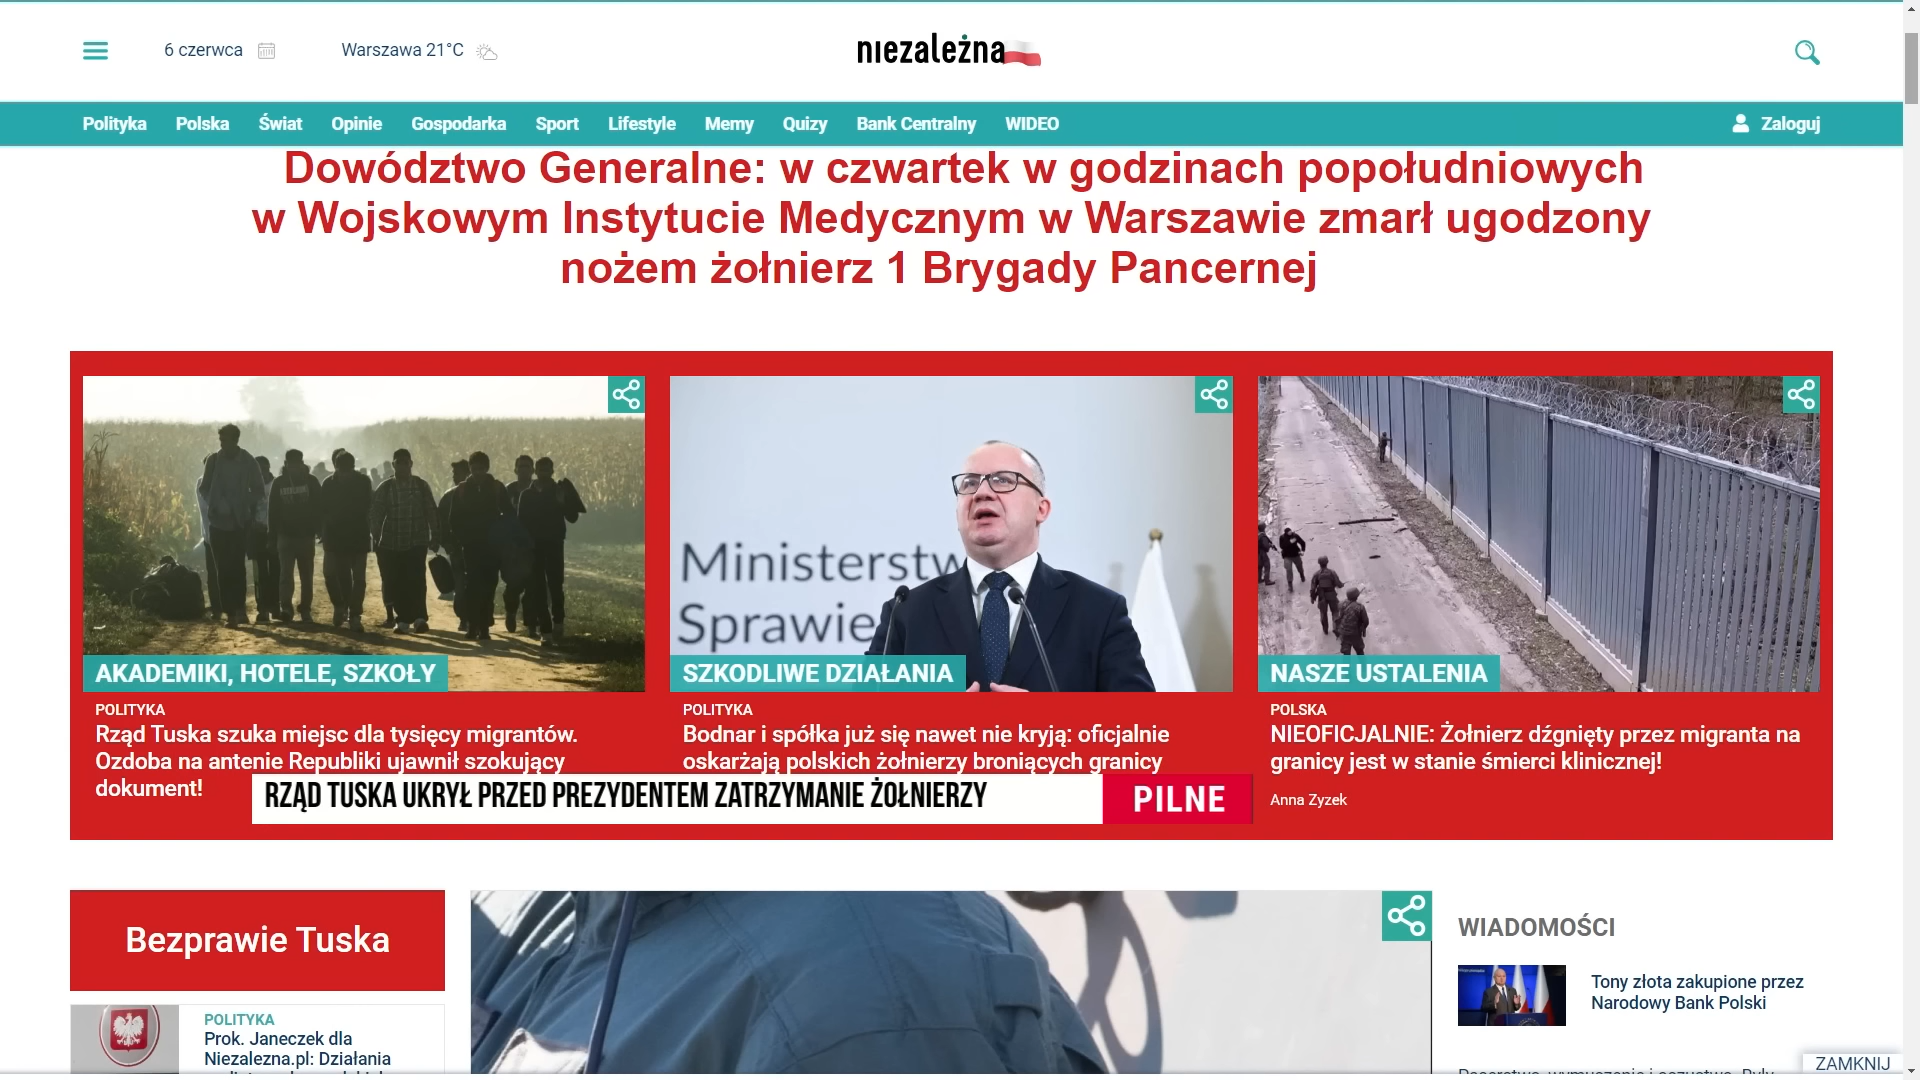 6 czerwca
Warszawa 21°C
niezależna
Polityka
Polska
Świat
Opinie
Gospodarka
Sport
Lifestyle
Memy
Quizy
Bank Centralny
WIDEO
Zaloguj
Dowództwo Generalne: w czwartek w godzinach popołudniowych
w Wojskowym Instytucie Medycznym w Warszawie zmarł ugodzony
nożem żołnierz 1 Brygady Pancernej
AKADEMIKI, HOTELE, SZKOŁY
POLITYKA
Rząd Tuska szuka miejsc dla tysięcy migrantów.
Ozdoba na antenie Republiki ujawnił szokujący
dokument!
Ministerstw
Sprawie
SZKODLIWE DZIAŁANIA
POLITYKA
Bodnar i spółka już się nawet nie kryją: oficjalnie
oskarżają polskich żołnierzy broniących granicy
NASZE USTALENIA
POLSKA
NIEOFICJALNIE: Żołnierz dźgnięty przez migranta na
granicy jest w stanie śmierci klinicznej!
Anna Zyzek
RZĄD TUSKA UKRYŁ PRZED PREZYDENTEM ZATRZYMANIE ŻOŁNIERZY
PILNE
Bezprawie Tuska
POLITYKA
Prok. Janeczek dla
Niezalezna.pl: Działania
WIADOMOŚCI
Tony złota zakupione przez
Narodowy Bank Polski
ZAMKNIJ